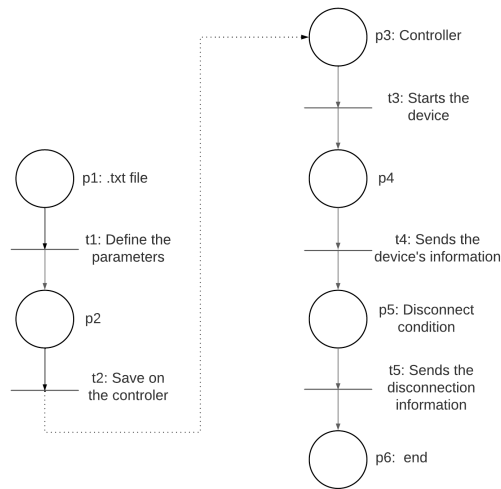 p1: .txt file
t1: Define the
parameters
p2
t2: Save on
the controler
p3: Controller
t3: Starts the
device
p4
t4: Sends the
device's information
p5: Disconnect
condition
t5: Sends the
disconnection
information
p6: end